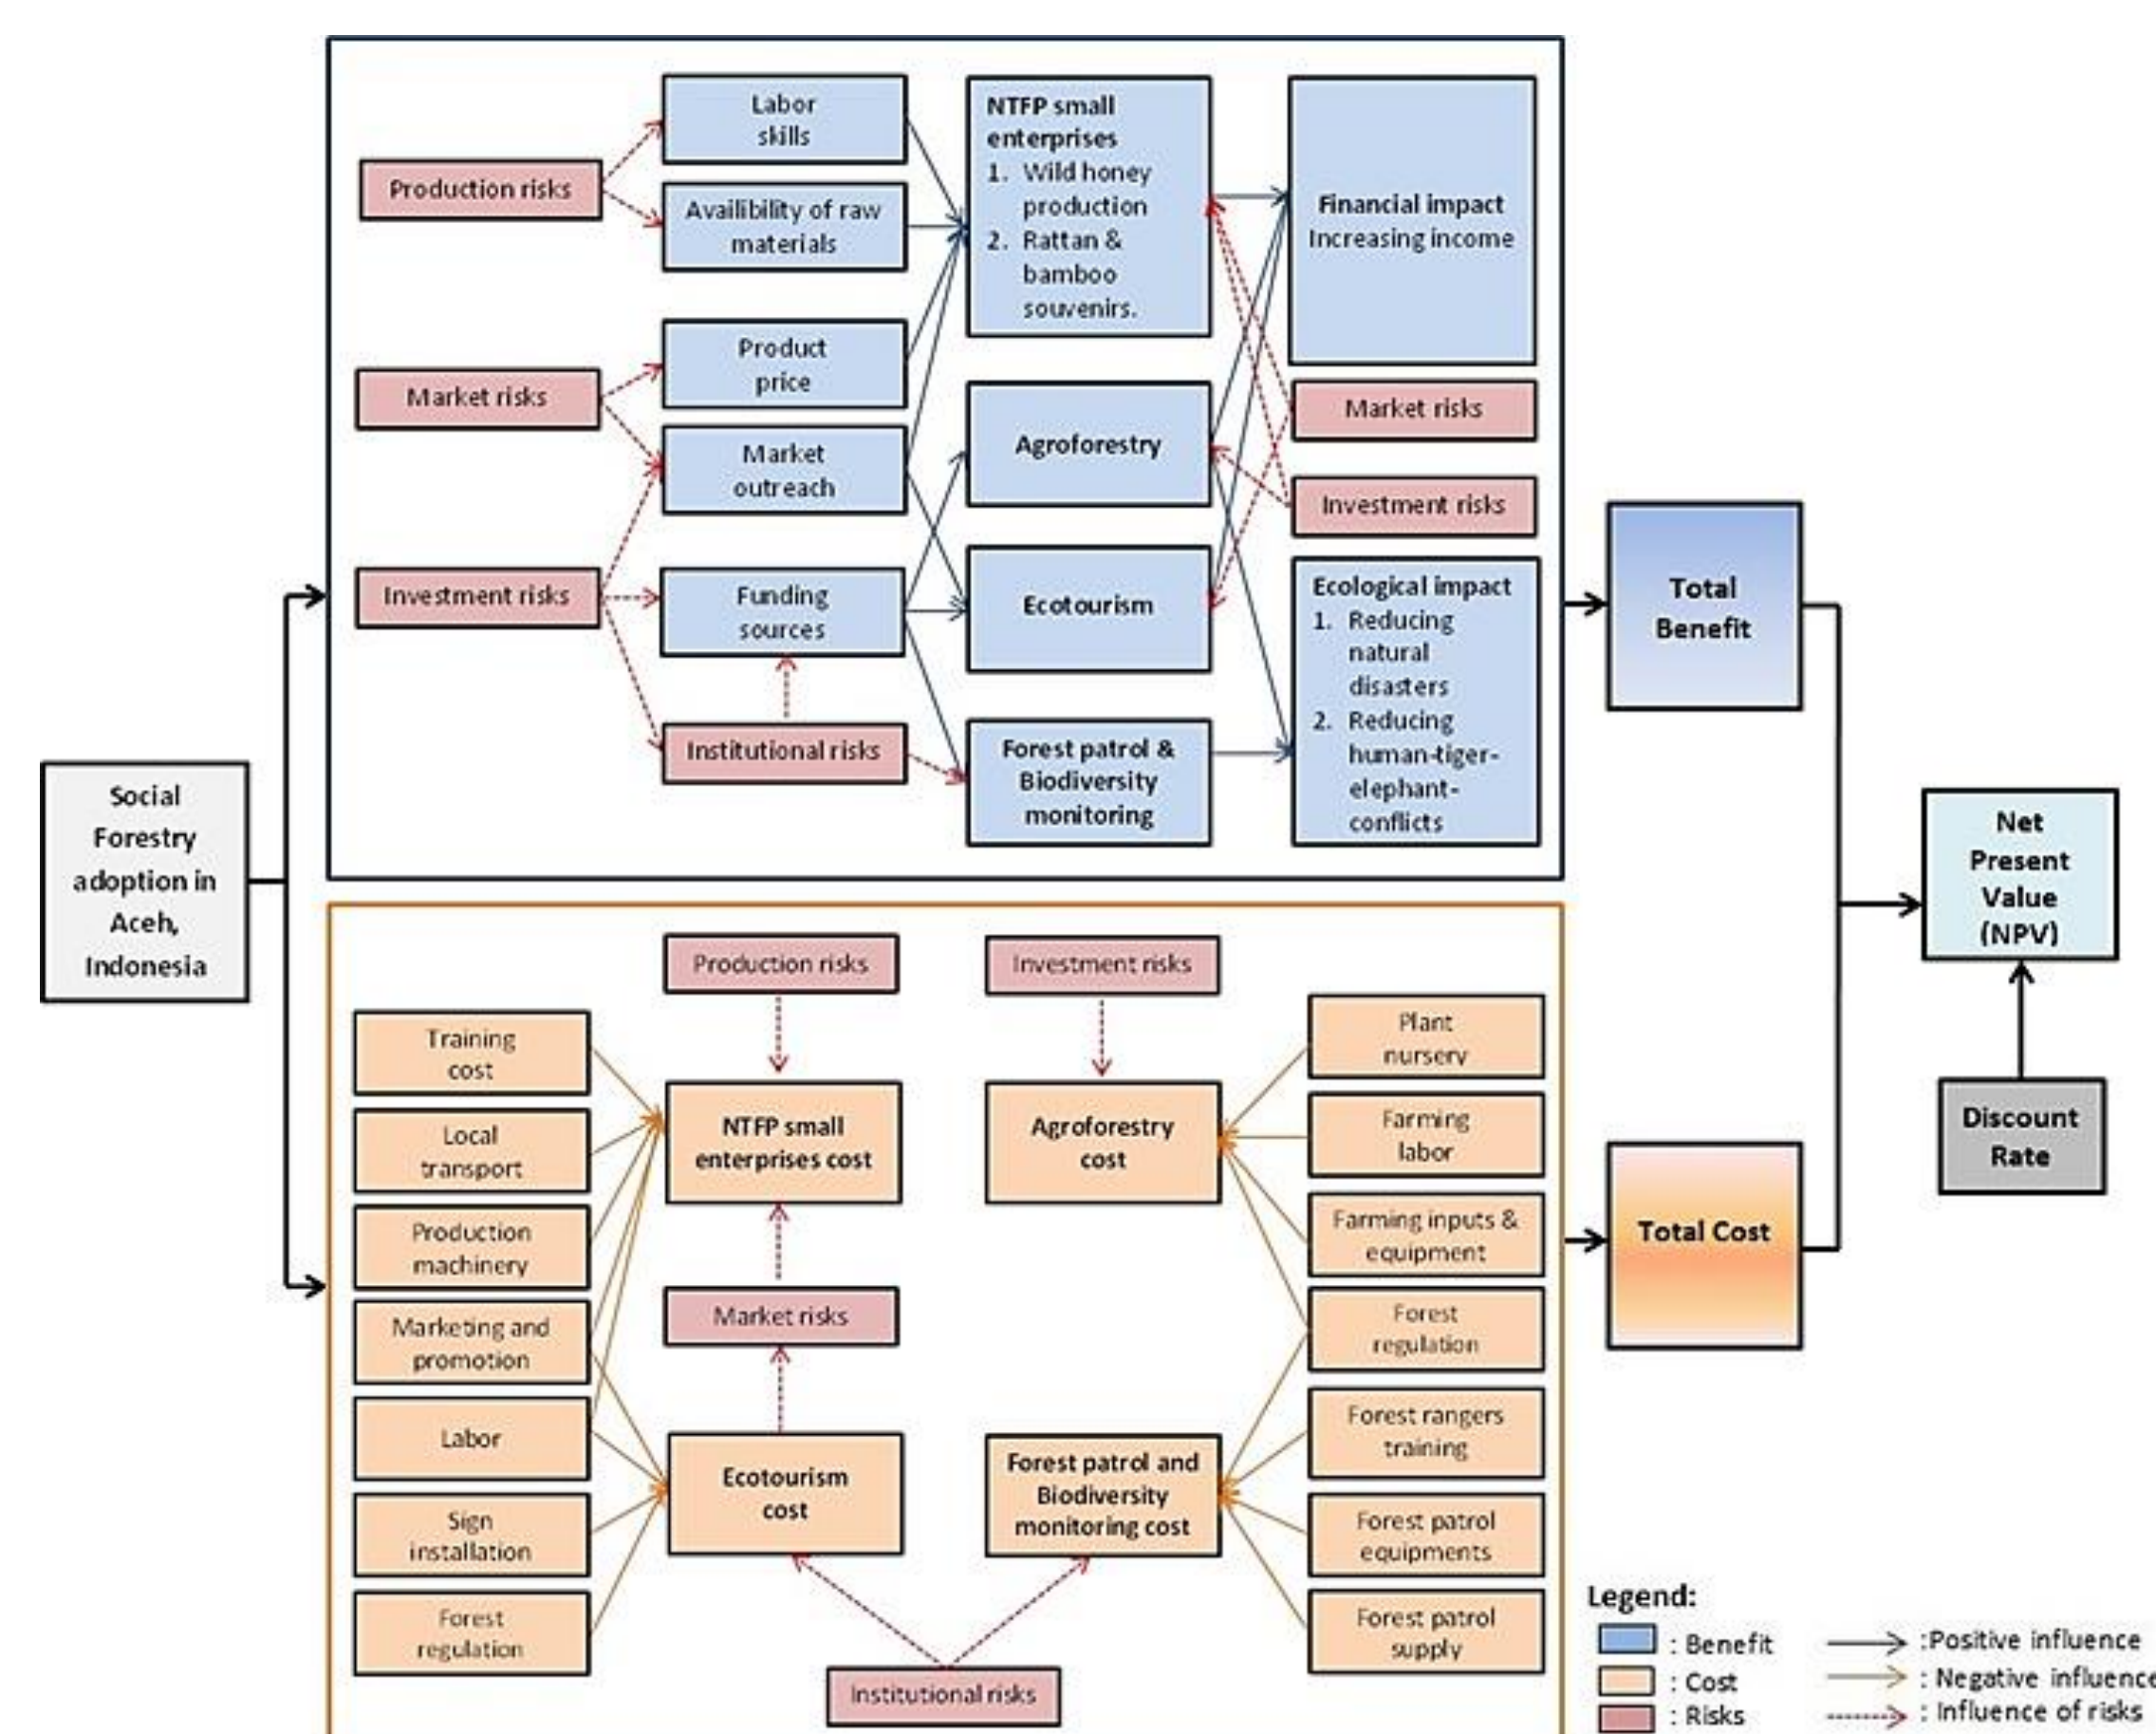 Labor
skills
Production risks
Availibility of raw
materials
NTFP small
enterprises
1. Wild honey
production
2. Rattan &
bamboo
souvenirs.
Financial impact
Increasing income
Product
price
Market risks
Market
outreach
Agroforestry
Market risks
Investment risks
Investment risks
Funding
sources
Ecotourism
Ecological impact
1. Reducing
natural
disasters
2. Reducing
human-tiger-
elephant-
conflicts
Institutional risks
Forest patrol &
Biodiversity
monitoring
Total
Benefit
Social
Forestry
adoption in
Aceh,
Indonesia
Net
Present
Value
(NPV)
Discount
Rate
Production risks
Investment risks
Training
cost
Local
transport
Production
machinery
Marketing and
promotion
Labor
Sign
installation
Forest
regulation
NTFP small
enterprises cost
Market risks
Ecotourism
cost
Agroforestry
cost
Forest patrol and
Biodiversity
monitoring cost
Institutional risks
Plant
nursery
Farming
labor
Farming inputs &
equipment
Forest
regulation
Forest rangers
training
Forest patrol
equipments
Forest patrol
supply
Total Cost
Legend:
: Benefit
: Cost
: Risks
:Positive influence
: Negative influence
: Influence of risks